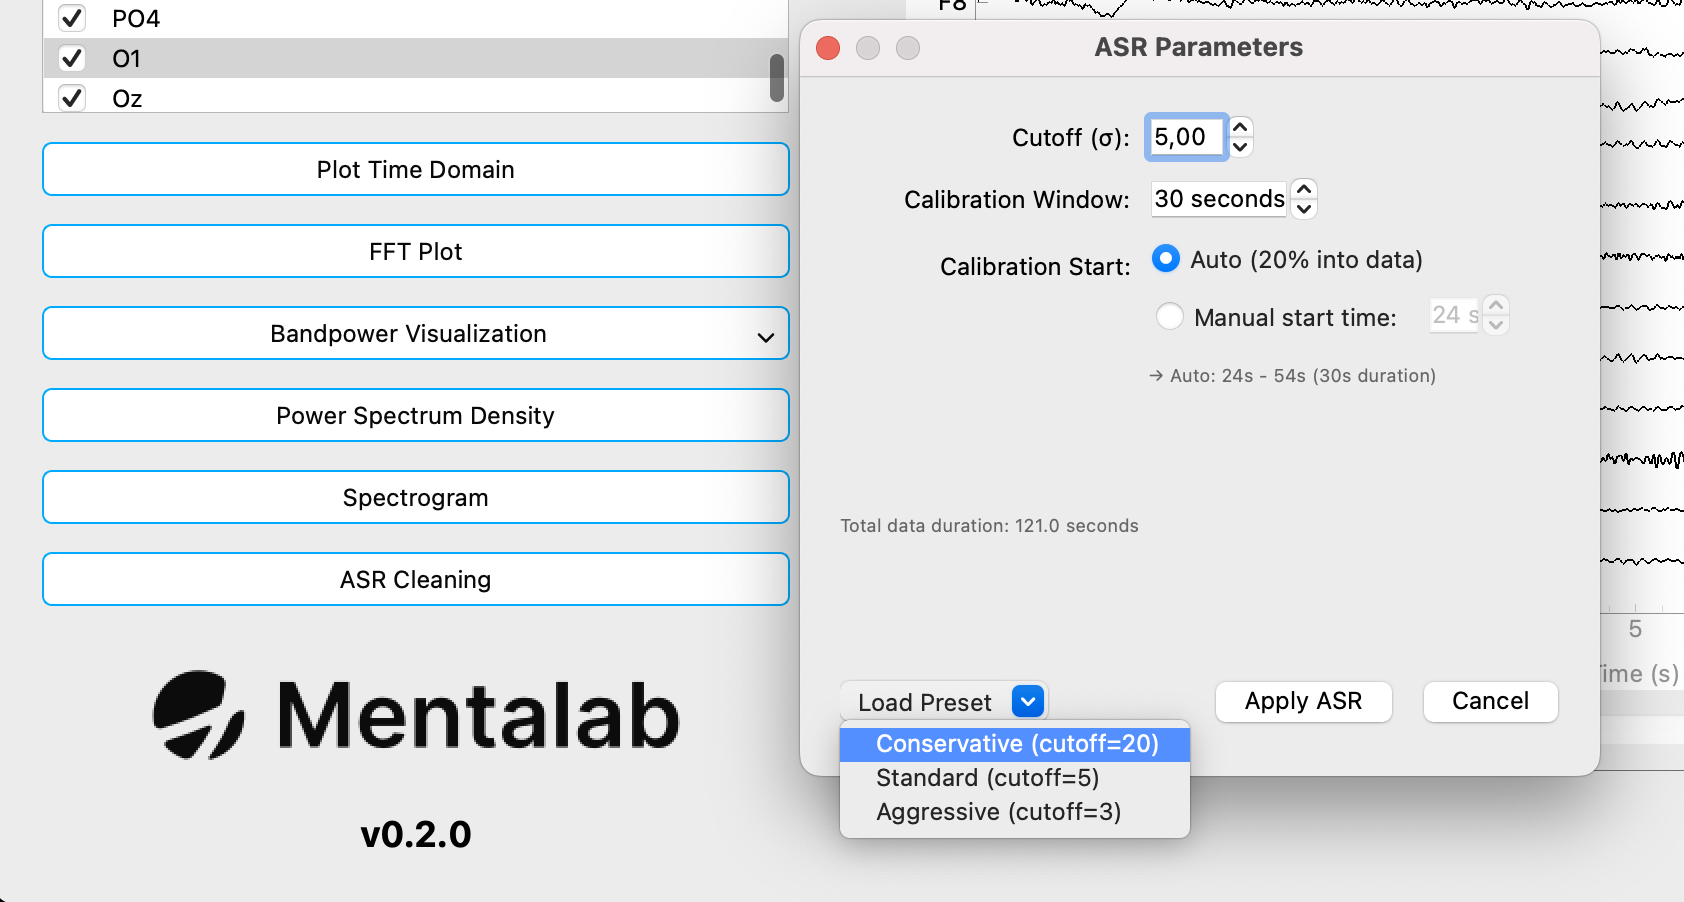 PO4
O1
Oz
Plot Time Domain
FFT Plot
Bandpower Visualization
Power Spectrum Density
Spectrogram
ASR Cleaning
Mentalab
v0.2.0
F8
ASR Parameters
Cutoff (σ): 5,00
Calibration Window: 30 seconds
Calibration Start: Auto (20% into data)
Manual start time: 24 s
→ Auto: 24s - 54s (30s duration)
Total data duration: 121.0 seconds
Load Preset
Apply ASR
Cancel
Conservative (cutoff=20)
Standard (cutoff=5)
Aggressive (cutoff=3)
5
ime (s)